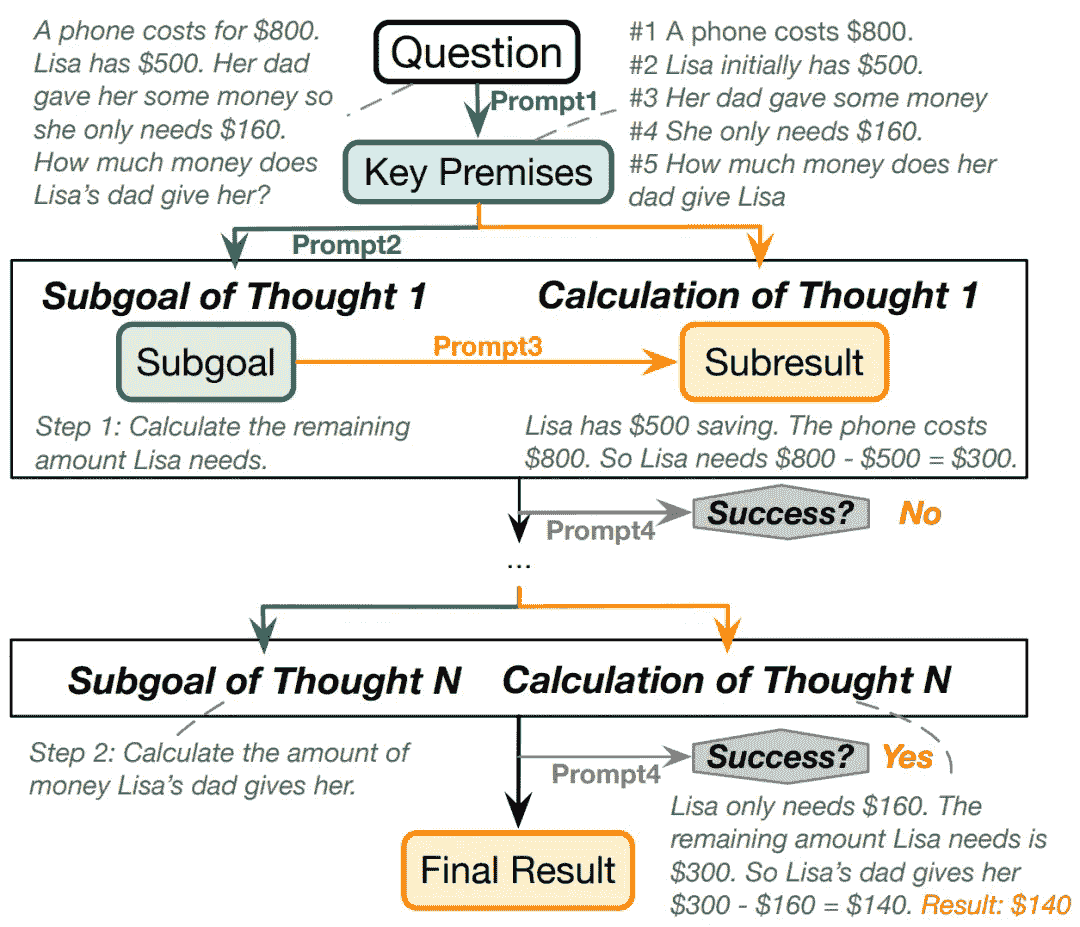 A phone costs for $800.
Lisa has $500. Her dad
gave her some money so
she only needs $160.
How much money does
Lisa's dad give her?
Question
Prompt1
Key Premises
#1 A phone costs $800.
#2 Lisa initially has $500.
#3 Her dad gave some money
#4 She only needs $160.
#5 How much money does her
dad give Lisa
Prompt2
Subgoal of Thought 1
Calculation of Thought 1
Subgoal
Prompt3
Subresult
Step 1: Calculate the remaining
amount Lisa needs.
Lisa has $500 saving. The phone costs
$800. So Lisa needs $800 - $500 = $300.
Prompt4
Success?
No
...
Subgoal of Thought N
Calculation of Thought N
Step 2: Calculate the amount of
money Lisa's dad gives her.
Prompt4
Success?
Yes
Lisa only needs $160. The
remaining amount Lisa needs is
$300. So Lisa's dad gives her
$300 - $160 = $140. Result: $140
Final Result